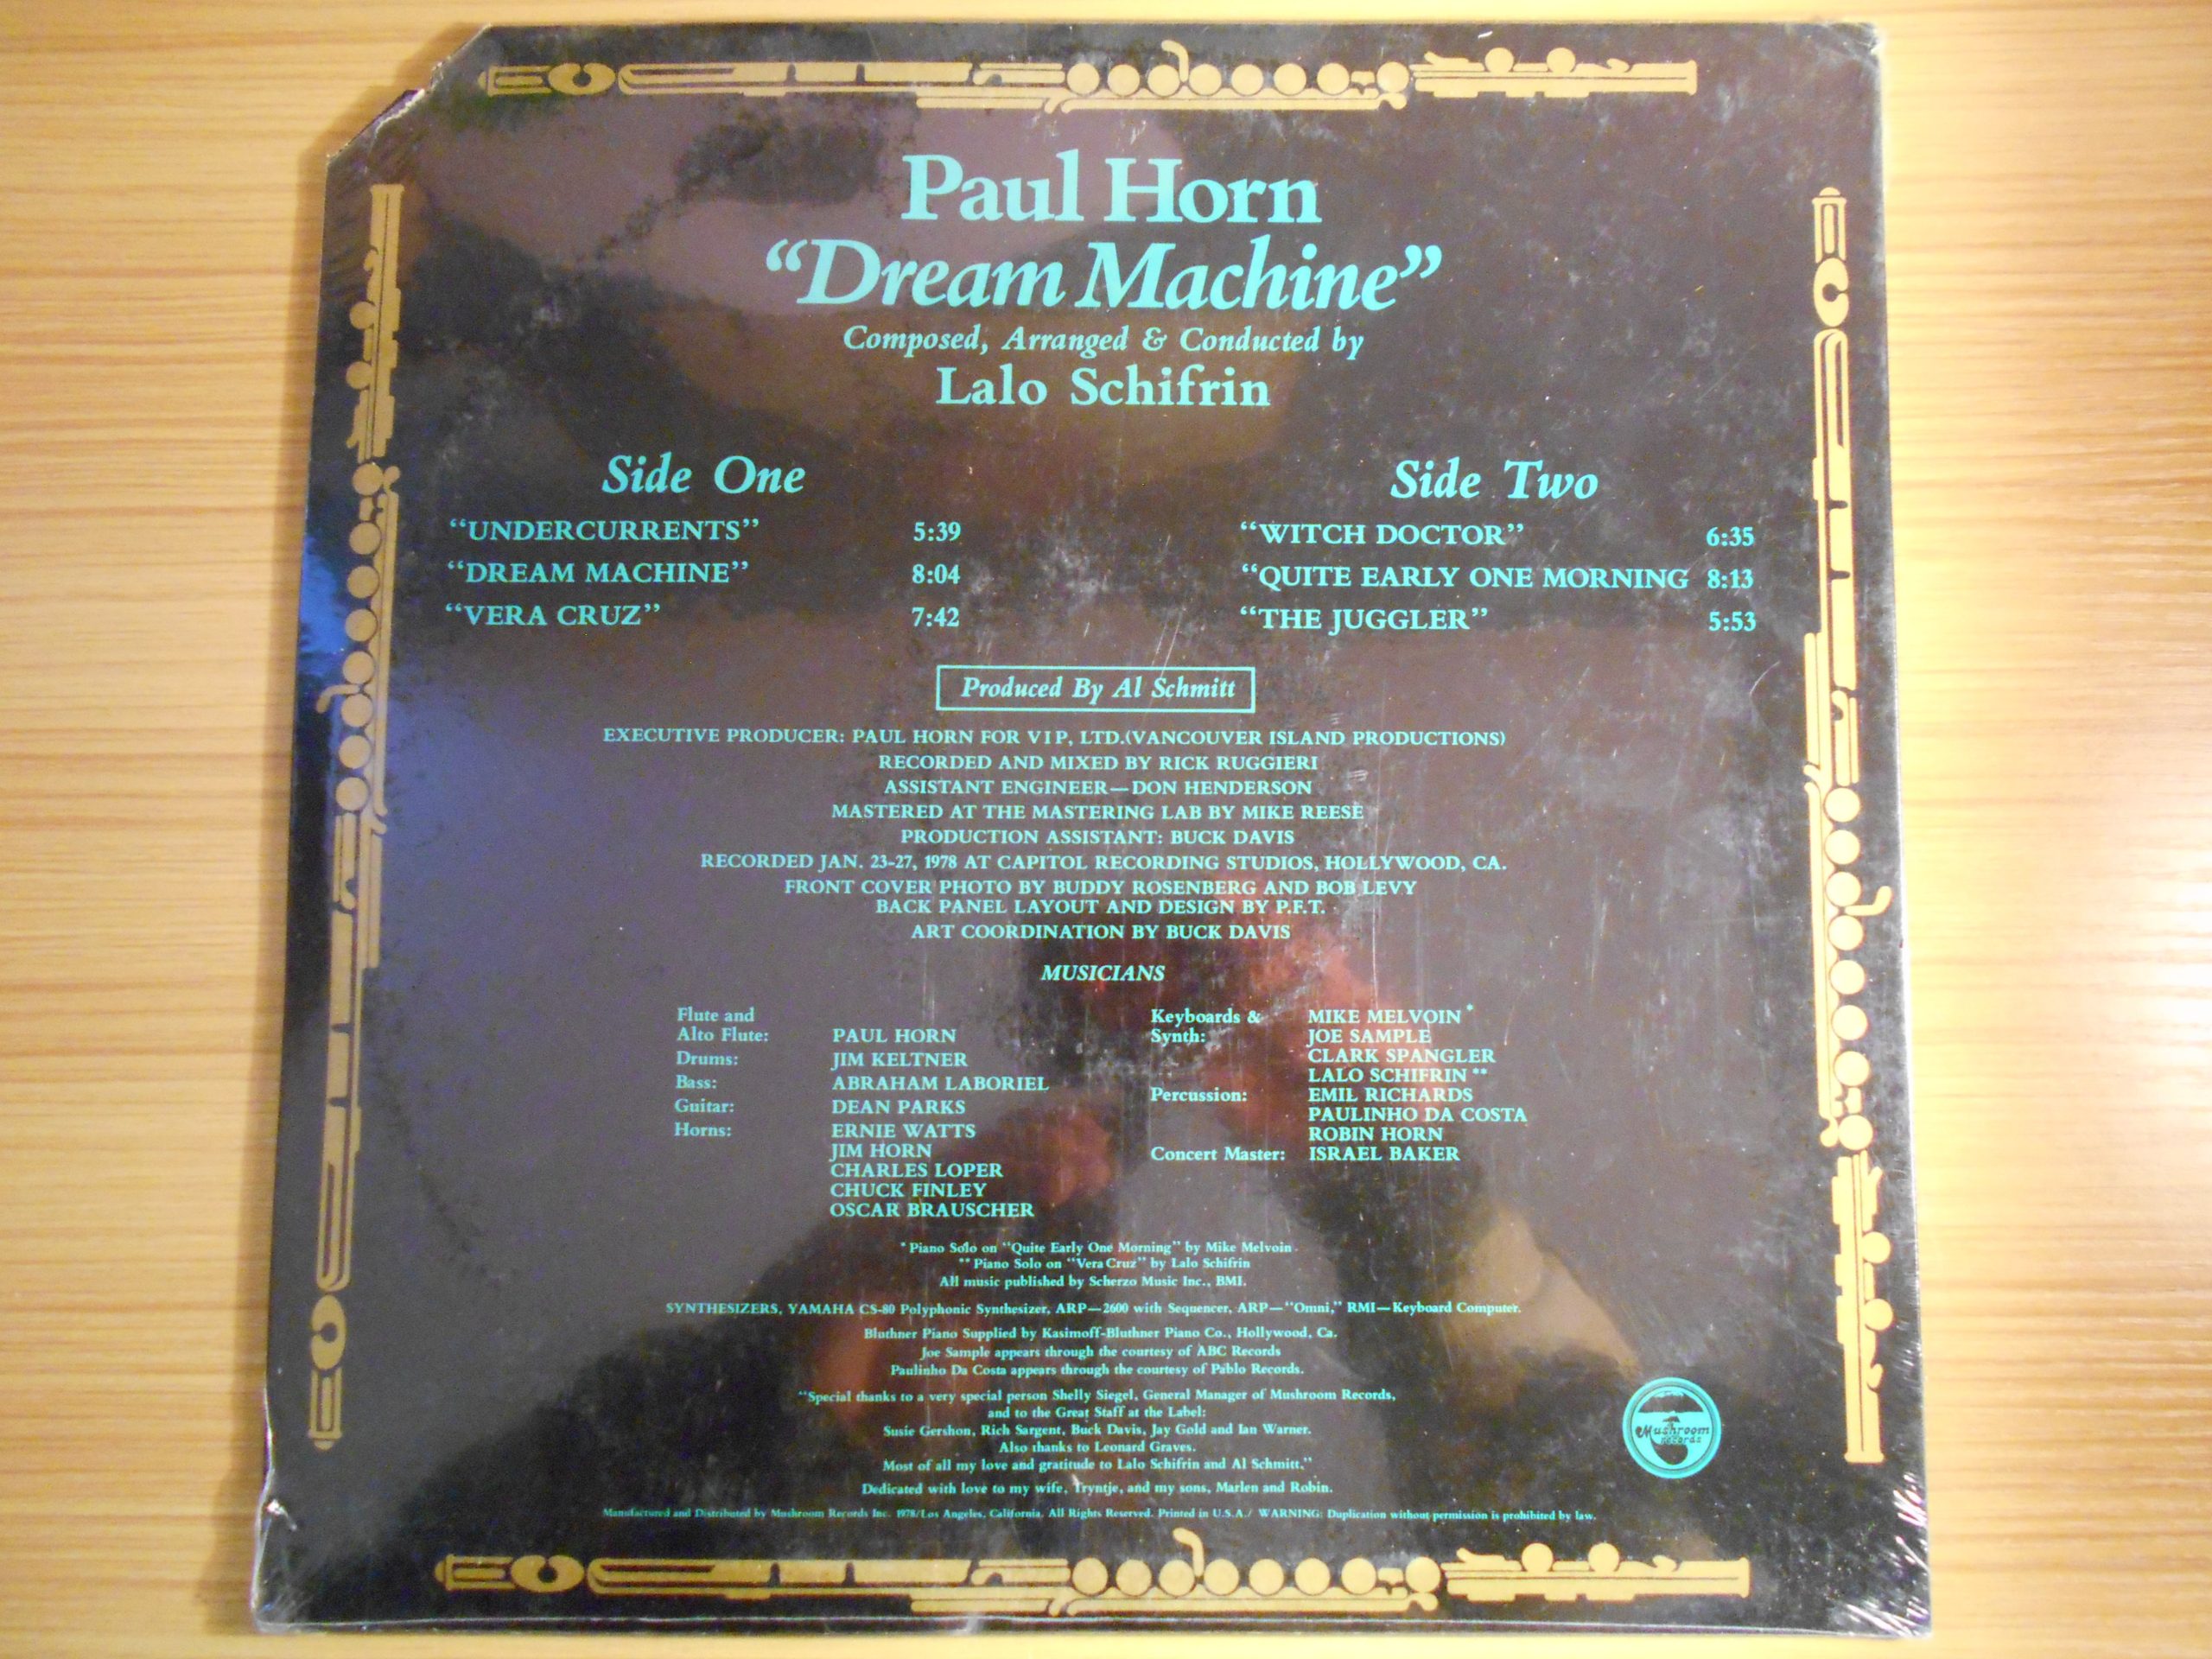 Paul Horn
“Dream Machine”
Composed, Arranged & Conducted by
Lalo Schifrin
Side One
“UNDERCURRENTS” 5:39
“DREAM MACHINE” 8:04
“VERA CRUZ” 7:42
Side Two
“WITCH DOCTOR” 6:35
“QUITE EARLY ONE MORNING 8:13
“THE JUGGLER” 5:53
Produced By Al Schmitt
EXECUTIVE PRODUCER: PAUL HORN FOR V I P, LTD.(VANCOUVER ISLAND PRODUCTIONS)
RECORDED AND MIXED BY RICK RUGGIERI
ASSISTANT ENGINEER—DON HENDERSON
MASTERED AT THE MASTERING LAB BY MIKE REESE
PRODUCTION ASSISTANT: BUCK DAVIS
RECORDED JAN. 23-27, 1978 AT CAPITOL RECORDING STUDIOS, HOLLYWOOD, CA.
FRONT COVER PHOTO BY BUDDY ROSENBERG AND BOB LEVY
BACK PANEL LAYOUT AND DESIGN BY P.F.T.
ART COORDINATION BY BUCK DAVIS
MUSICIANS
Flute and
Alto Flute: PAUL HORN
Drums: JIM KELTNER
Bass: ABRAHAM LABORIEL
Guitar: DEAN PARKS
Horns: ERNIE WATTS
JIM HORN
CHARLES LOPER
CHUCK FINLEY
OSCAR BRAUSCHER
Keyboards & MIKE MELVOIN *
Synth: JOE SAMPLE
CLARK SPANGLER
LALO SCHIFRIN **
Percussion: EMIL RICHARDS
PAULINHO DA COSTA
ROBIN HORN
Concert Master: ISRAEL BAKER
* Piano Solo on “Quite Early One Morning” by Mike Melvoin
** Piano Solo on “Vera Cruz” by Lalo Schifrin
All music published by Scherzo Music Inc., BMI.
SYNTHESIZERS, YAMAHA CS-80 Polyphonic Synthesizer, ARP—2600 with Sequencer, ARP—“Omni,” RMI—Keyboard Computer.
Bluthner Piano Supplied by Kasimoff-Bluthner Piano Co., Hollywood, Ca.
Joe Sample appears through the courtesy of ABC Records
Paulinho Da Costa appears through the courtesy of Pablo Records.
“Special thanks to a very special person Shelly Siegel, General Manager of Mushroom Records,
and to the Great Staff at the Label:
Susie Gershon, Rich Sargent, Buck Davis, Jay Gold and Ian Warner.
Also thanks to Leonard Graves.
Most of all my love and gratitude to Lalo Schifrin and Al Schmitt.”
Dedicated with love to my wife, Tryntje, and my sons, Marlen and Robin.
Mushroom
records
Manufactured and Distributed by Mushroom Records Inc. 1978/Los Angeles, California. All Rights Reserved. Printed in U.S.A./ WARNING: Duplication without permission is prohibited by law.